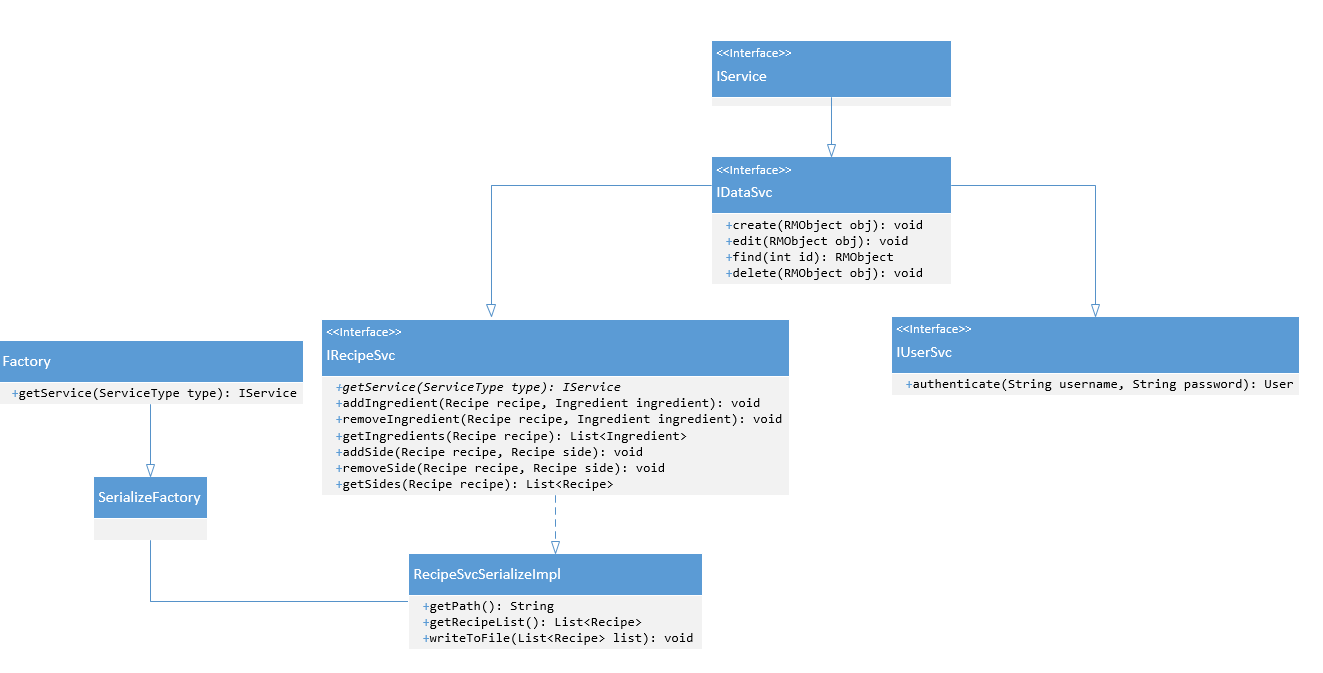 <<Interface>>
IService
<<Interface>>
IDataSvc
+create(RMObject obj): void
+edit(RMObject obj): void
+find(int id): RMObject
+delete(RMObject obj): void
<<Interface>>
IRecipeSvc
+getService(ServiceType type): IService
+addIngredient(Recipe recipe, Ingredient ingredient): void
+removeIngredient(Recipe recipe, Ingredient ingredient): void
+getIngredients(Recipe recipe): List<Ingredient>
+addSide(Recipe recipe, Recipe side): void
+removeSide(Recipe recipe, Recipe side): void
+getSides(Recipe recipe): List<Recipe>
<<Interface>>
IUserSvc
+authenticate(String username, String password): User
Factory
+getService(ServiceType type): IService
SerializeFactory
RecipeSvcSerializeImpl
+getPath(): String
+getRecipeList(): List<Recipe>
+writeToFile(List<Recipe> list): void